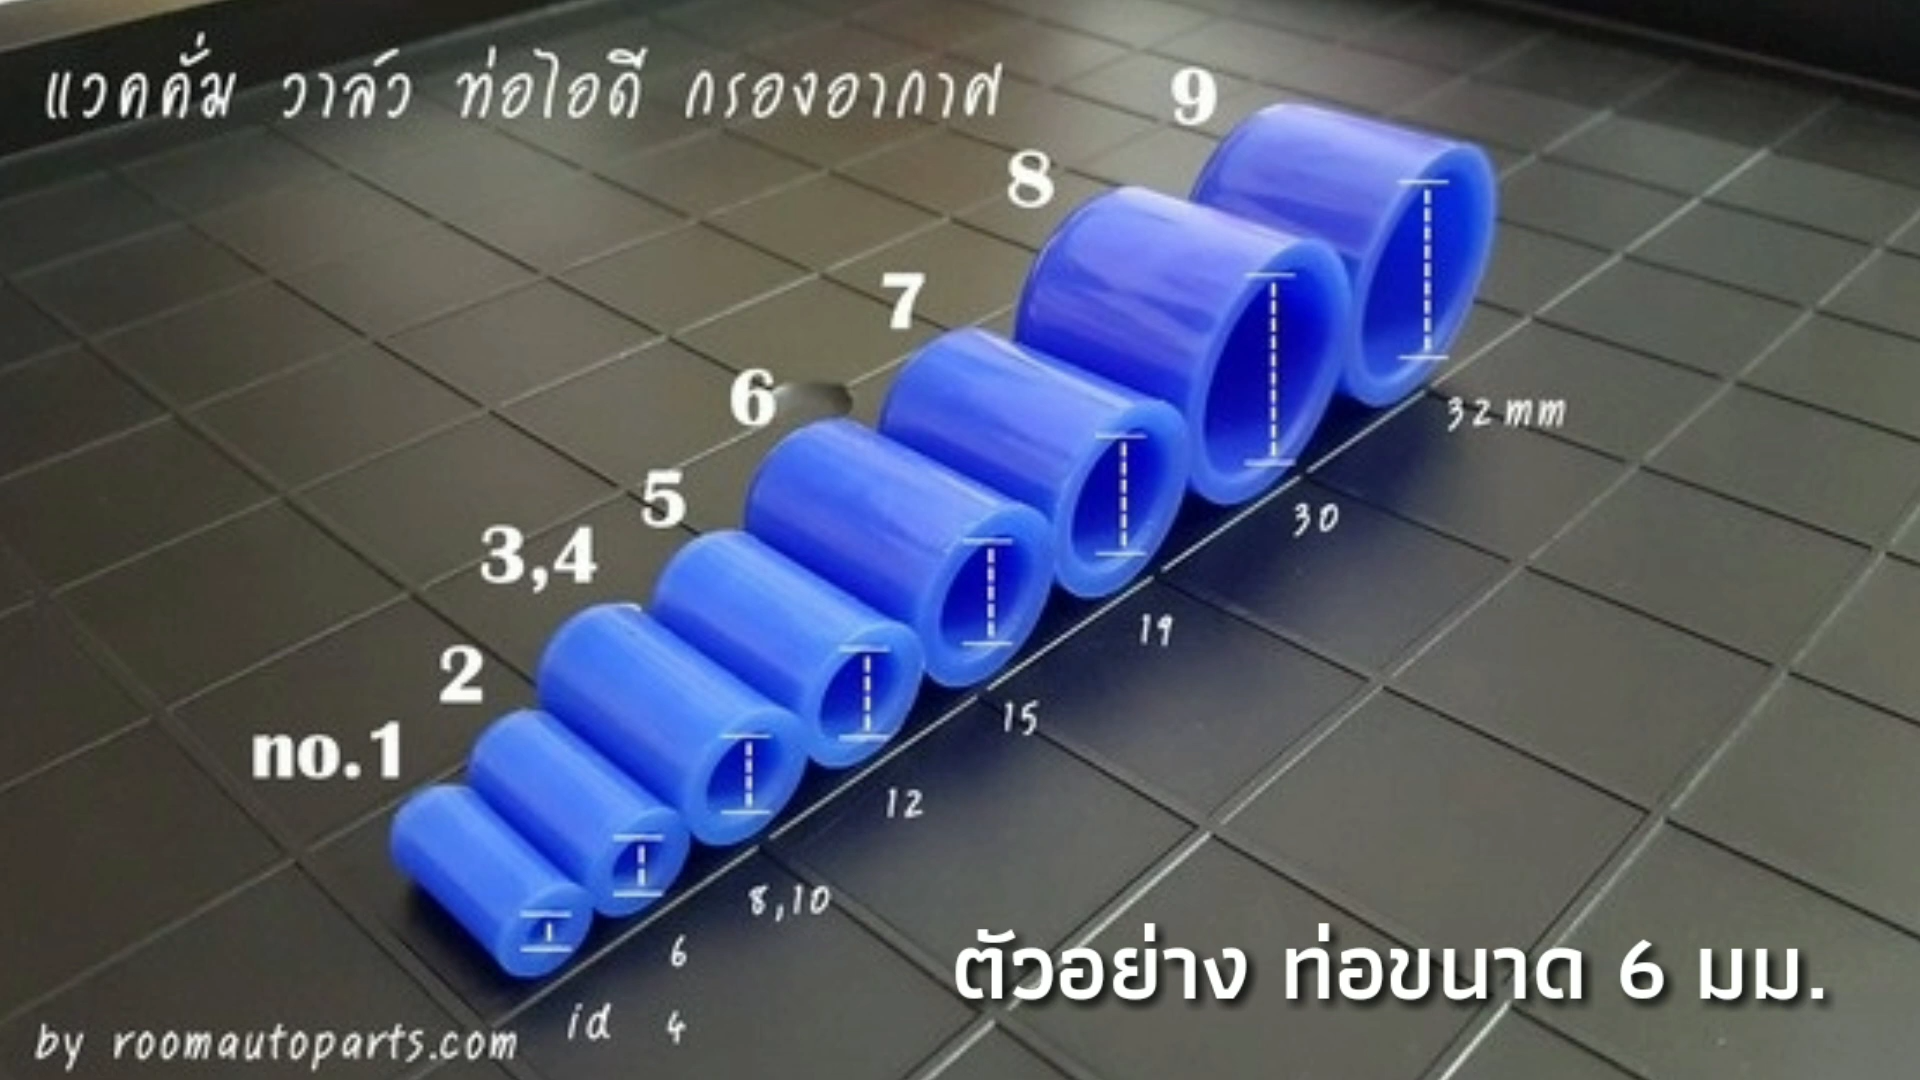 แวคคั่ม วาล์ว ท่อไอดี กรองอากาศ
9
8
7
6
5
3,4
2
no.1
32 mm
30
19
15
12
8,10
6
id 4
ตัวอย่าง ท่อขนาด 6 มม.
by roomautoparts.com